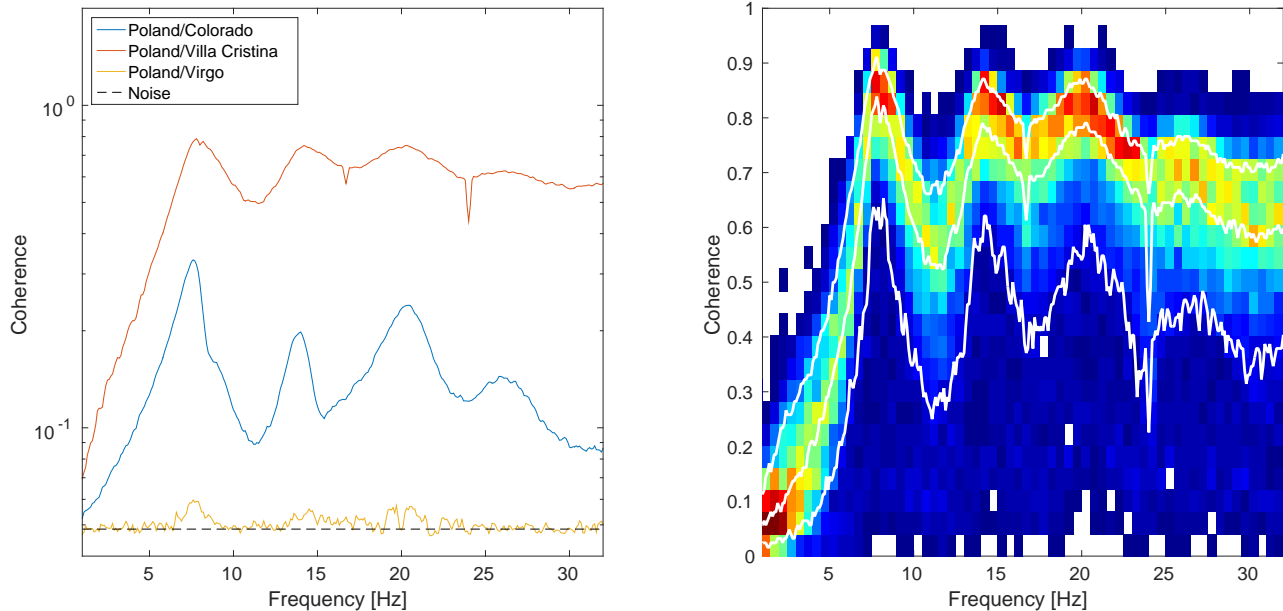 Poland/Colorado
Poland/Villa Cristina
Poland/Virgo
Noise
10^0
10^-1
Coherence
5 10 15 20 25 30
Frequency [Hz]
1
0.9
0.8
0.7
0.6
0.5
0.4
0.3
0.2
0.1
0
Coherence
5 10 15 20 25 30
Frequency [Hz]